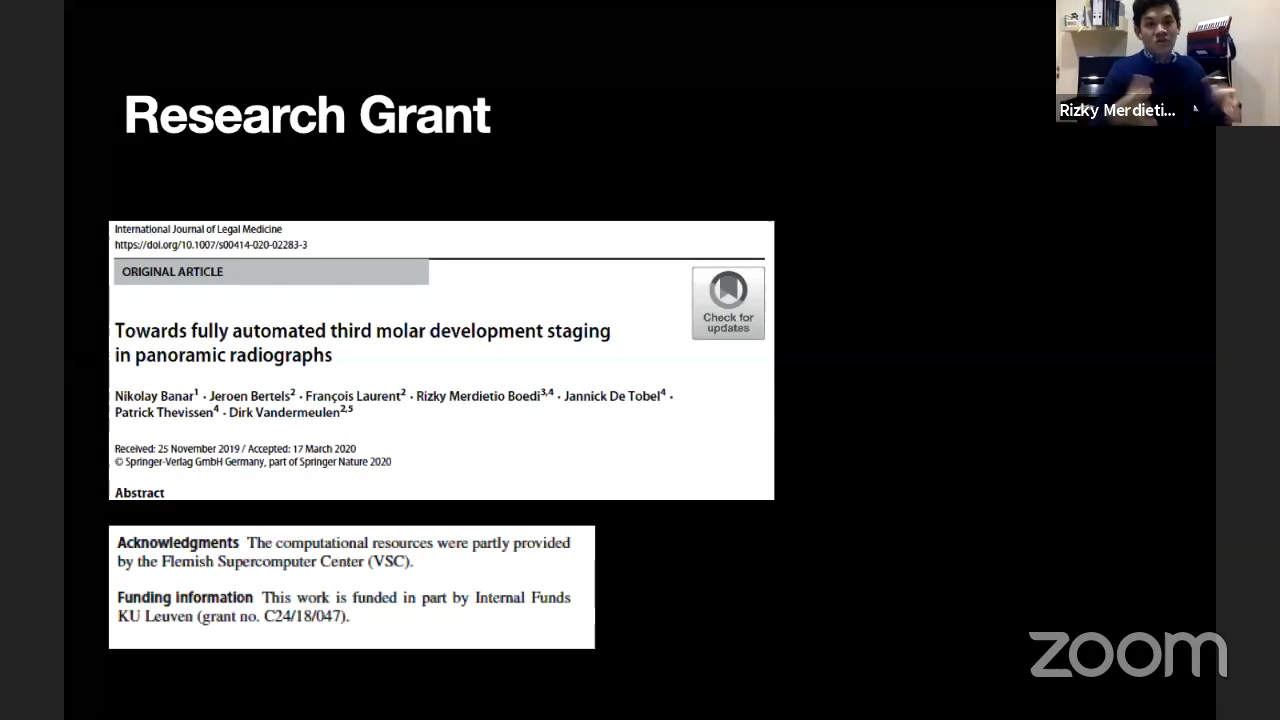 Research Grant
Rizky Merdieti...
International Journal of Legal Medicine
https://doi.org/10.1007/s00414-020-02283-3
ORIGINAL ARTICLE
Check for
updates
Towards fully automated third molar development staging
in panoramic radiographs
Nikolay Banar1 · Jeroen Bertels2 · François Laurent2 · Rizky Merdietio Boedi3,4 · Jannick De Tobel4 ·
Patrick Thevissen4 · Dirk Vandermeulen2,5
Received: 25 November 2019 / Accepted: 17 March 2020
© Springer-Verlag GmbH Germany, part of Springer Nature 2020
Abstract
Acknowledgments The computational resources were partly provided
by the Flemish Supercomputer Center (VSC).
Funding information This work is funded in part by Internal Funds
KU Leuven (grant no. C24/18/047).
zoom